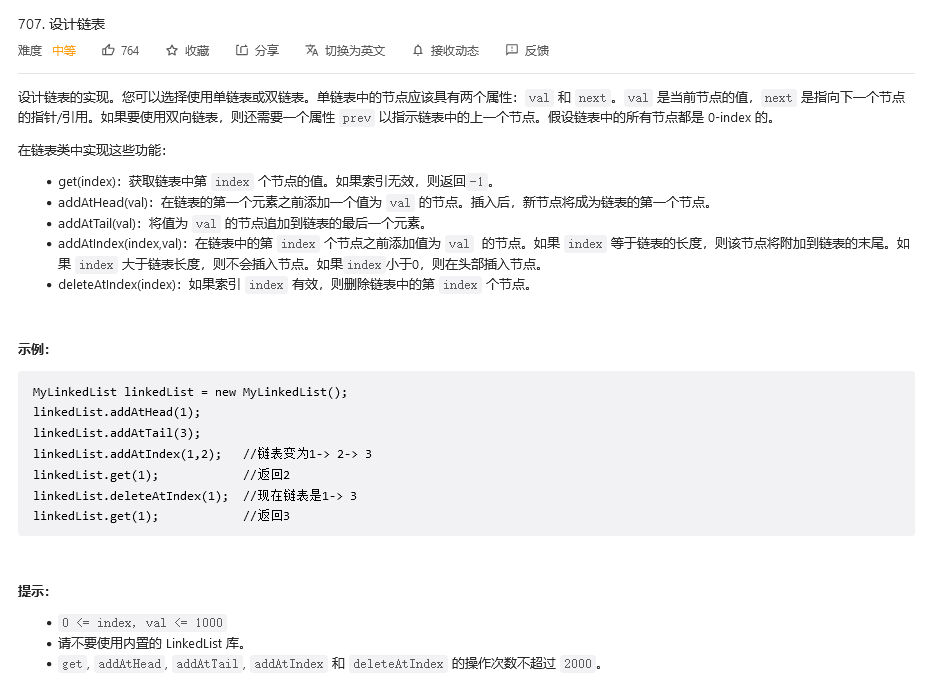 707. 设计链表
难度 中等 764 收藏 分享 切换为英文 接收动态 反馈
设计链表的实现。您可以选择使用单链表或双链表。单链表中的节点应该具有两个属性：val 和 next 。val 是当前节点的值，next 是指向下一个节点
的指针/引用。如果要使用双向链表，则还需要一个属性 prev 以指示链表中的上一个节点。假设链表中的所有节点都是 0-index 的。
在链表类中实现这些功能：
• get(index)：获取链表中第 index 个节点的值。如果索引无效，则返回-1 。
• addAtHead(val)：在链表的第一个元素之前添加一个值为 val 的节点。插入后，新节点将成为链表的第一个节点。
• addAtTail(val)：将值为 val 的节点追加到链表的最后一个元素。
• addAtIndex(index,val)：在链表中的第 index 个节点之前添加值为 val 的节点。如果 index 等于链表的长度，则该节点将附加到链表的末尾。如
果 index 大于链表长度，则不会插入节点。如果index小于0，则在头部插入节点。
• deleteAtIndex(index)：如果索引 index 有效，则删除链表中的第 index 个节点。
示例：
MyLinkedList linkedList = new MyLinkedList();
linkedList.addAtHead(1);
linkedList.addAtTail(3);
linkedList.addAtIndex(1,2);   //链表变为1-> 2-> 3
linkedList.get(1);            //返回2
linkedList.deleteAtIndex(1);  //现在链表是1-> 3
linkedList.get(1);            //返回3
提示：
• 0 <= index, val <= 1000
• 请不要使用内置的 LinkedList 库。
• get, addAtHead, addAtTail, addAtIndex 和 deleteAtIndex 的操作次数不超过 2000 。